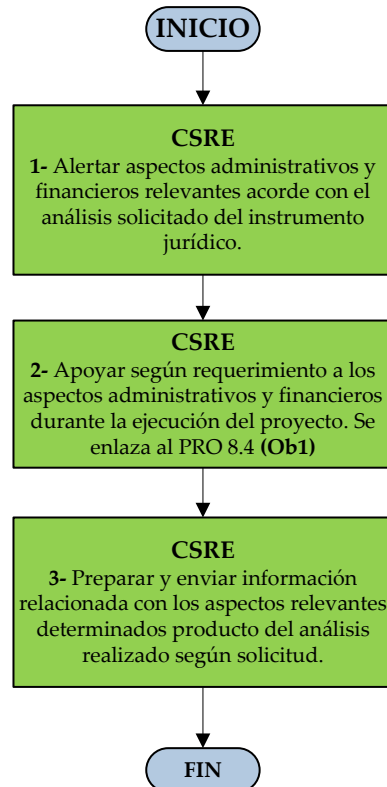 INICIO
CSRE
1- Alertar aspectos administrativos y
financieros relevantes acorde con el
análisis solicitado del instrumento
jurídico.
CSRE
2- Apoyar según requerimiento a los
aspectos administrativos y financieros
durante la ejecución del proyecto. Se
enlaza al PRO 8.4 (Ob1)
CSRE
3- Preparar y enviar información
relacionada con los aspectos relevantes
determinados producto del análisis
realizado según solicitud.
FIN